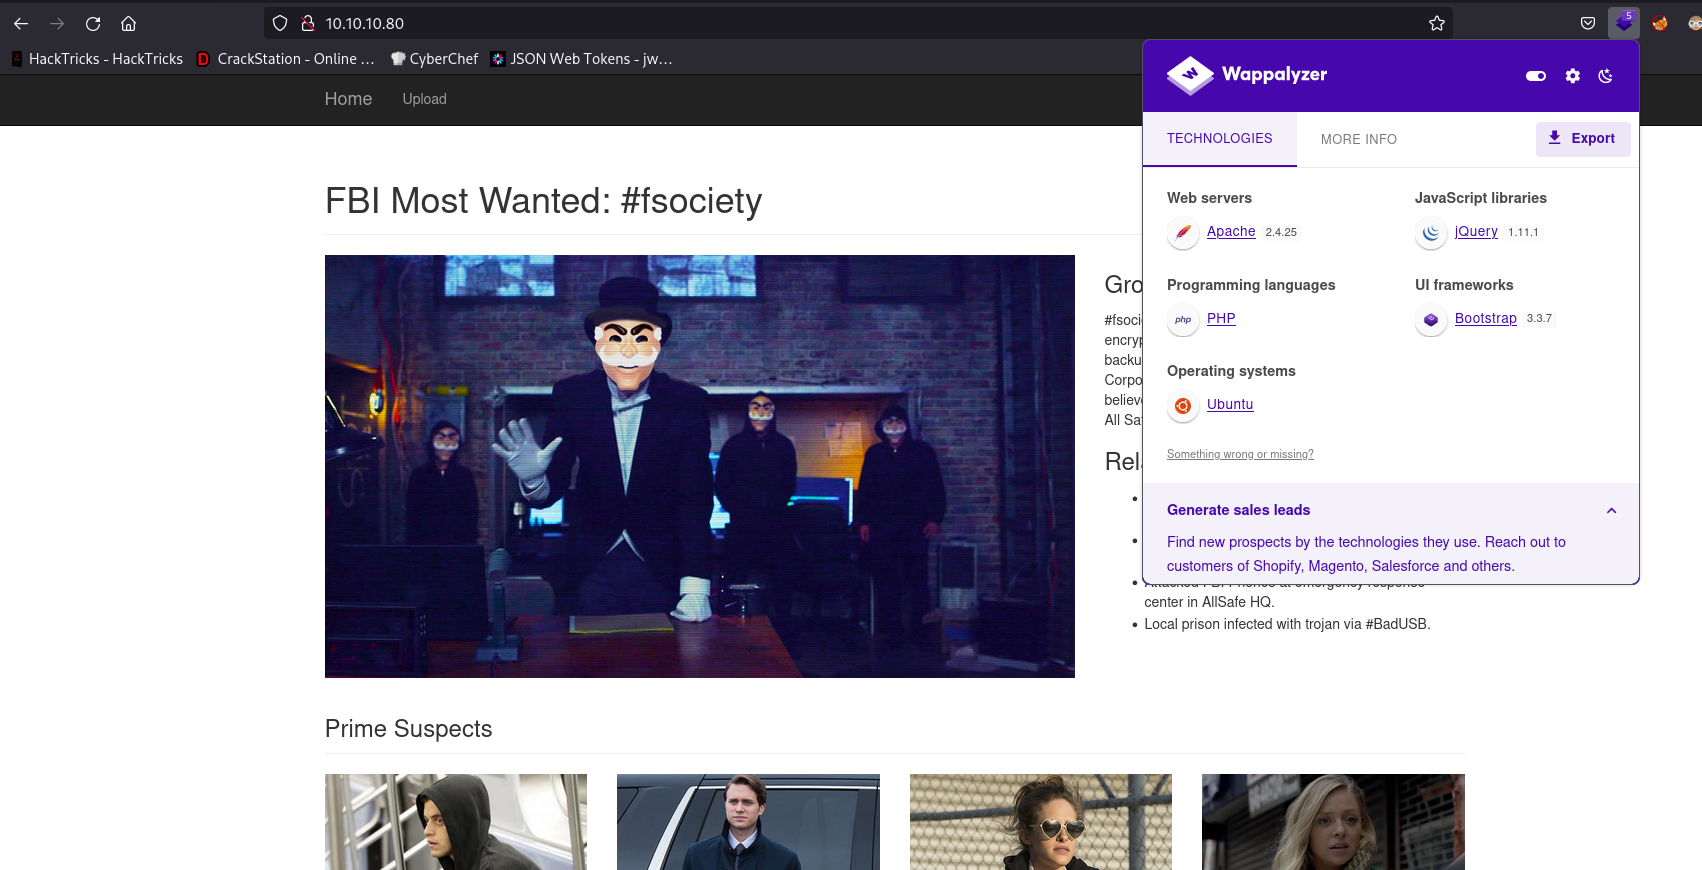 10.10.10.80
5
HackTricks - HackTricks
D
CrackStation - Online ...
CyberChef
JSON Web Tokens - jw...
Home
Upload
FBI Most Wanted: #fsociety
Gro
#fsoci
encryp
backu
Corpo
believ
All Sa
Rel
center in AllSafe HQ.
Local prison infected with trojan via #BadUSB.
Prime Suspects
W
Wappalyzer
TECHNOLOGIES
MORE INFO
Export
Web servers
Apache 2.4.25
Programming languages
php
PHP
Operating systems
Ubuntu
JavaScript libraries
jQuery 1.11.1
UI frameworks
Bootstrap 3.3.7
Something wrong or missing?
Generate sales leads
Find new prospects by the technologies they use. Reach out to
customers of Shopify, Magento, Salesforce and others.